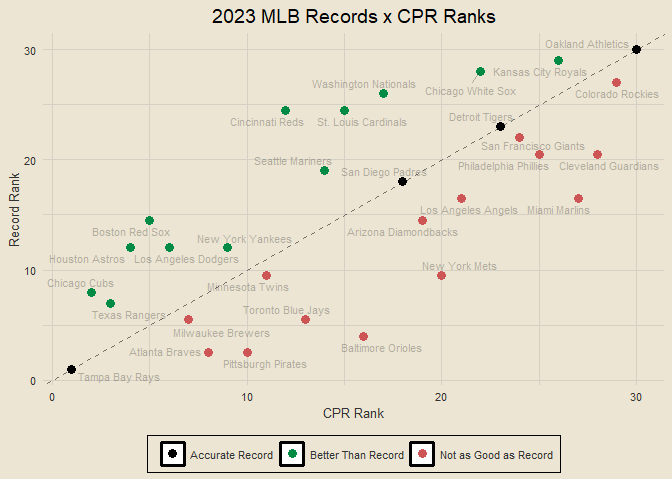 2023 MLB Records x CPR Ranks
Oakland Athletics
30
Kansas City Royals
Washington Nationals
Chicago White Sox
Colorado Rockies
Detroit Tigers
Cincinnati Reds
St. Louis Cardinals
San Francisco Giants
20
Seattle Mariners
Philadelphia Phillies
Cleveland Guardians
San Diego Padres
Record Rank
Los Angeles Angels
Miami Marlins
Boston Red Sox
Arizona Diamondbacks
New York Yankees
Houston Astros
Los Angeles Dodgers
New York Mets
10
Chicago Cubs
Minnesota Twins
Texas Rangers
Toronto Blue Jays
Milwaukee Brewers
Atlanta Braves
Baltimore Orioles
Pittsburgh Pirates
Tampa Bay Rays
0
0 10 20 30
CPR Rank
Accurate Record Better Than Record Not as Good as Record